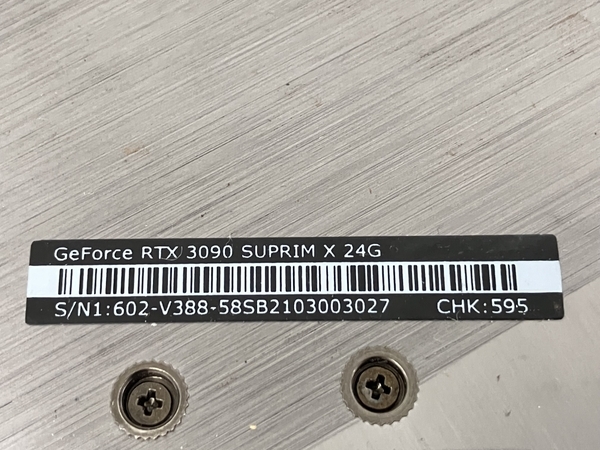 GeForce RTX 3090 SUPRIM X 24G
S/N1:602-V388-58SB2103003027 CHK:595